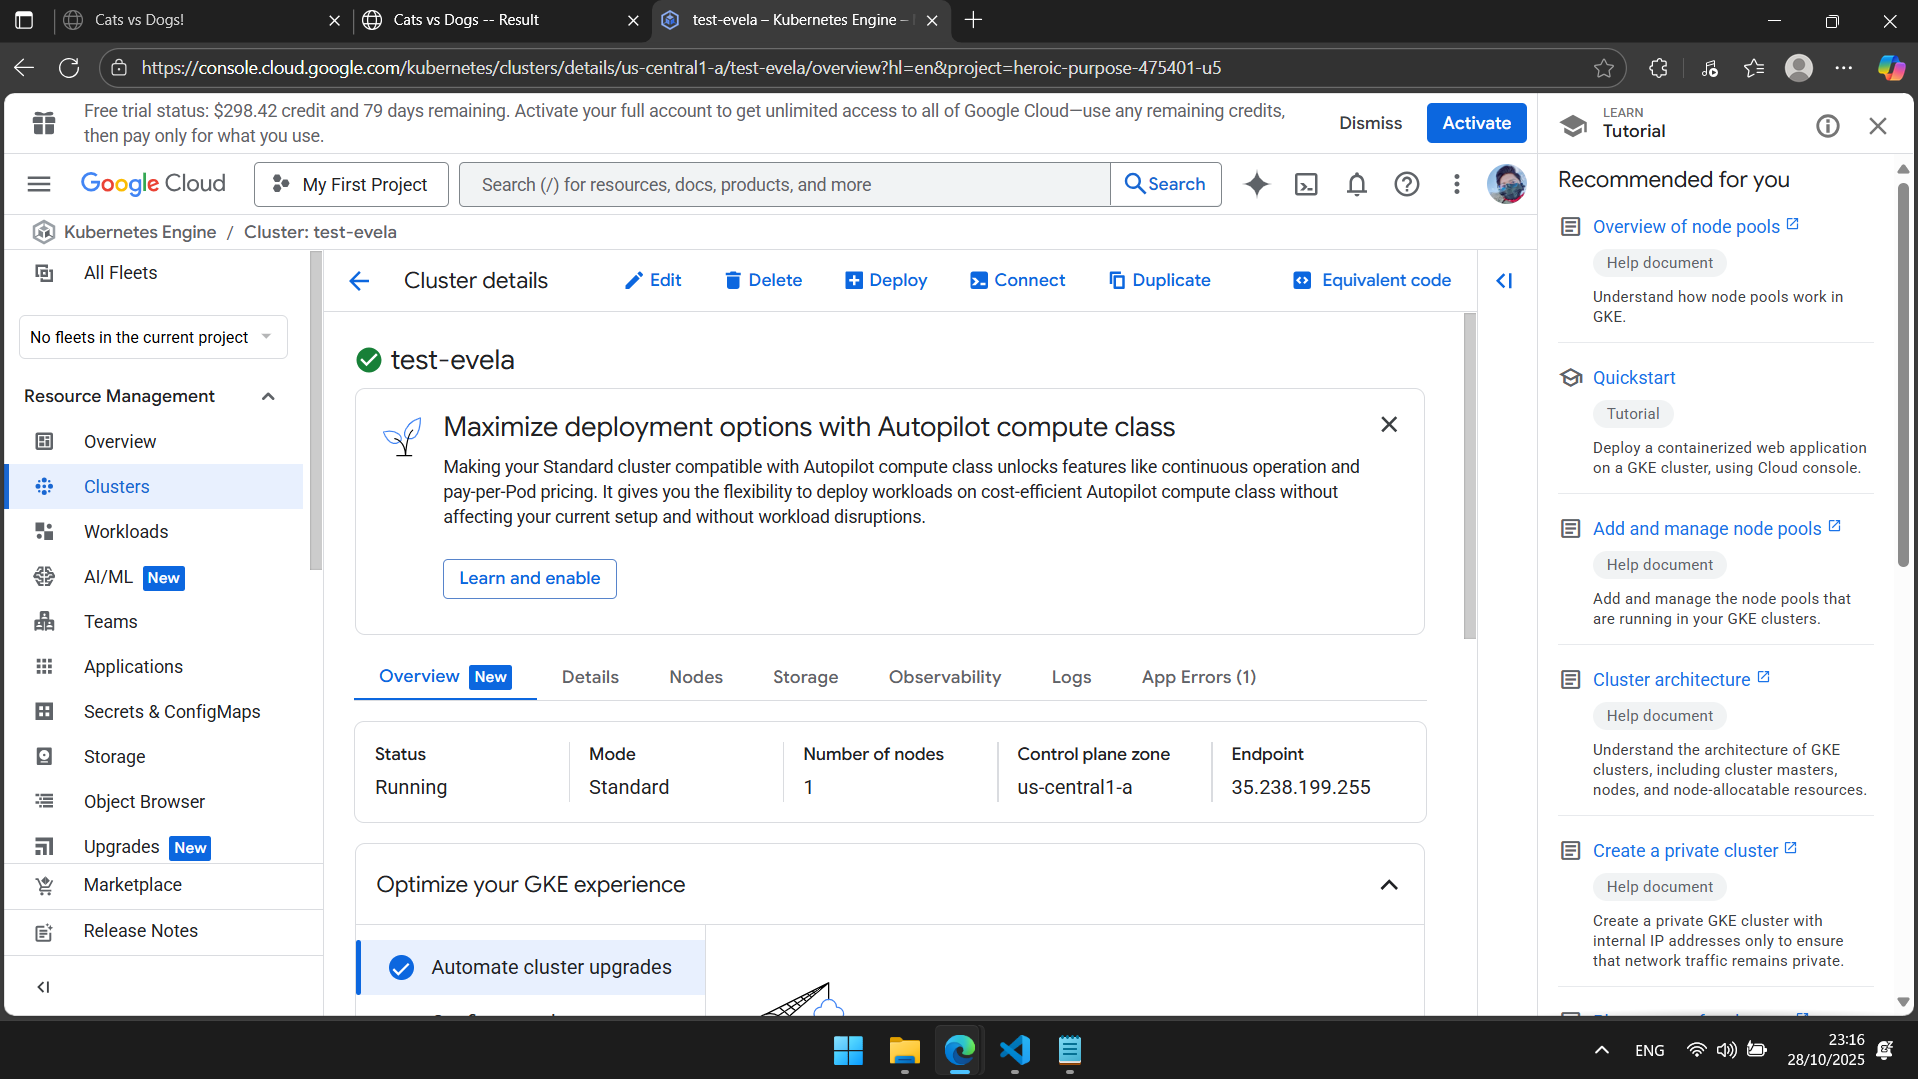 Cats vs Dogs!
Cats vs Dogs -- Result
test-evela – Kubernetes Engine –
https://console.cloud.google.com/kubernetes/clusters/details/us-central1-a/test-evela/overview?hl=en&project=heroic-purpose-475401-u5
Free trial status: $298.42 credit and 79 days remaining. Activate your full account to get unlimited access to all of Google Cloud—use any remaining credits,
then pay only for what you use.
Dismiss
Activate
Google Cloud
My First Project
Search (/) for resources, docs, products, and more
Search
Kubernetes Engine / Cluster: test-evela
All Fleets
No fleets in the current project
Resource Management
Overview
Clusters
Workloads
AI/ML New
Teams
Applications
Secrets & ConfigMaps
Storage
Object Browser
Upgrades New
Marketplace
Release Notes
Cluster details
Edit
Delete
Deploy
Connect
Duplicate
Equivalent code
test-evela
Maximize deployment options with Autopilot compute class
Making your Standard cluster compatible with Autopilot compute class unlocks features like continuous operation and
pay-per-Pod pricing. It gives you the flexibility to deploy workloads on cost-efficient Autopilot compute class without
affecting your current setup and without workload disruptions.
Learn and enable
Overview New
Details
Nodes
Storage
Observability
Logs
App Errors (1)
Status
Running
Mode
Standard
Number of nodes
1
Control plane zone
us-central1-a
Endpoint
35.238.199.255
Optimize your GKE experience
Automate cluster upgrades
LEARN
Tutorial
Recommended for you
Overview of node pools
Help document
Understand how node pools work in
GKE.
Quickstart
Tutorial
Deploy a containerized web application
on a GKE cluster, using Cloud console.
Add and manage node pools
Help document
Add and manage the node pools that
are running in your GKE clusters.
Cluster architecture
Help document
Understand the architecture of GKE
clusters, including cluster masters,
nodes, and node-allocatable resources.
Create a private cluster
Help document
Create a private GKE cluster with
internal IP addresses only to ensure
that network traffic remains private.
ENG
23:16
28/10/2025